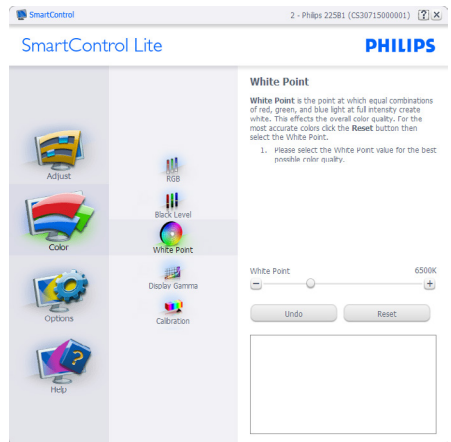 SmartControl
2 - Philips 225B1 (CS30715000001)
SmartControl Lite
PHILIPS
Adjust
Color
Options
Help
RGB
Black Level
White Point
Display Gamma
Calibration
White Point
White Point is the point at which equal combinations
of red, green, and blue light at full intensity create
white. This effects the overall color quality. For the
most accurate colors click the Reset button then
select the White Point.
1. Please select the White Point value for the best
possible color quality.
White Point 6500K
Undo
Reset